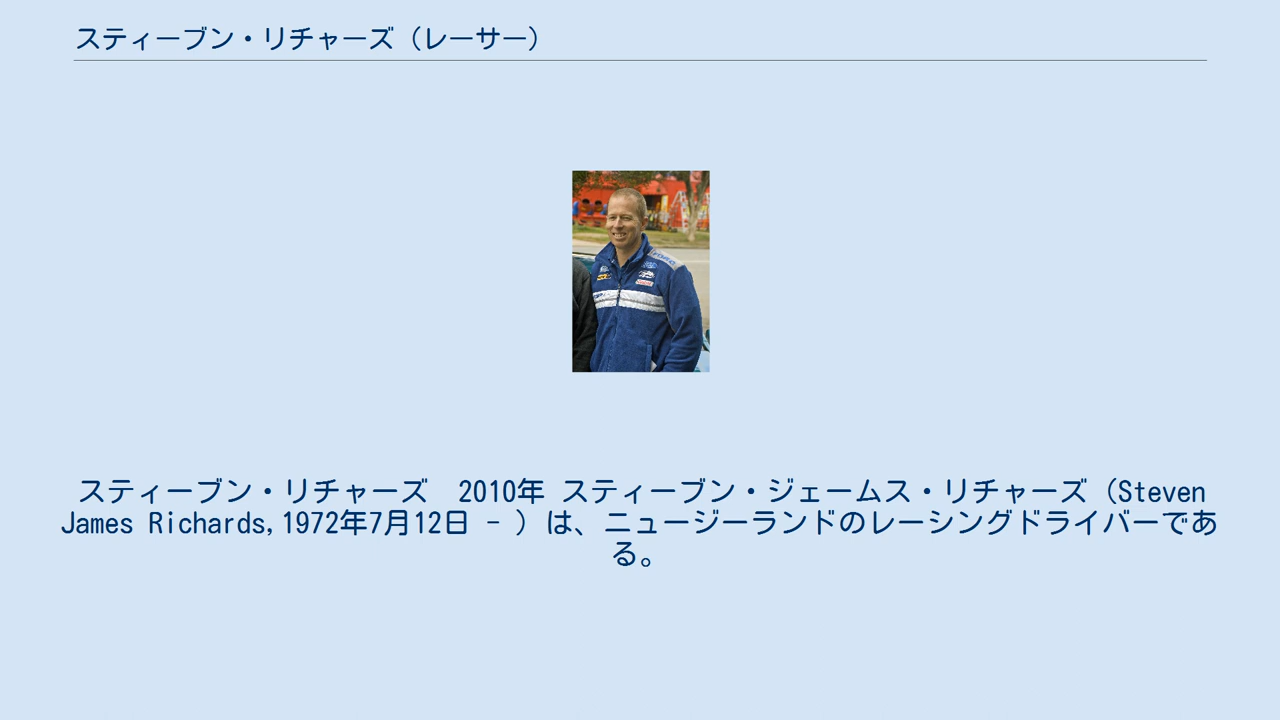 スティーブン・リチャーズ（レーサー）
スティーブン・リチャーズ　2010年 スティーブン・ジェームス・リチャーズ（Steven
James Richards,1972年7月12日 - ）は、ニュージーランドのレーシングドライバーであ
る。